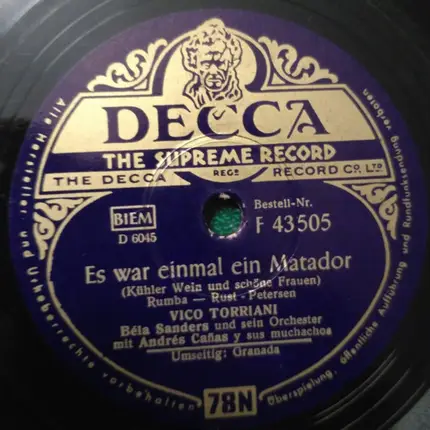 DECCA
THE SUPREME RECORD
THE DECCA REGD RECORD CO. LTD.
BIEM
D 6045
Bestell-Nr.
F 43505
Es war einmal ein Matador
(Kühler Wein und schöne Frauen)
Rumba — Rust - Petersen
VICO TORRIANI
Béla Sanders und sein Orchester
mit Andrés Cañas y sus muchachos
Umseitig: Granada
78N
Alle Hersteller- und Urheberrechte vorbehalten
Überspielung, öffentliche Aufführung und Rundfunksendung verboten